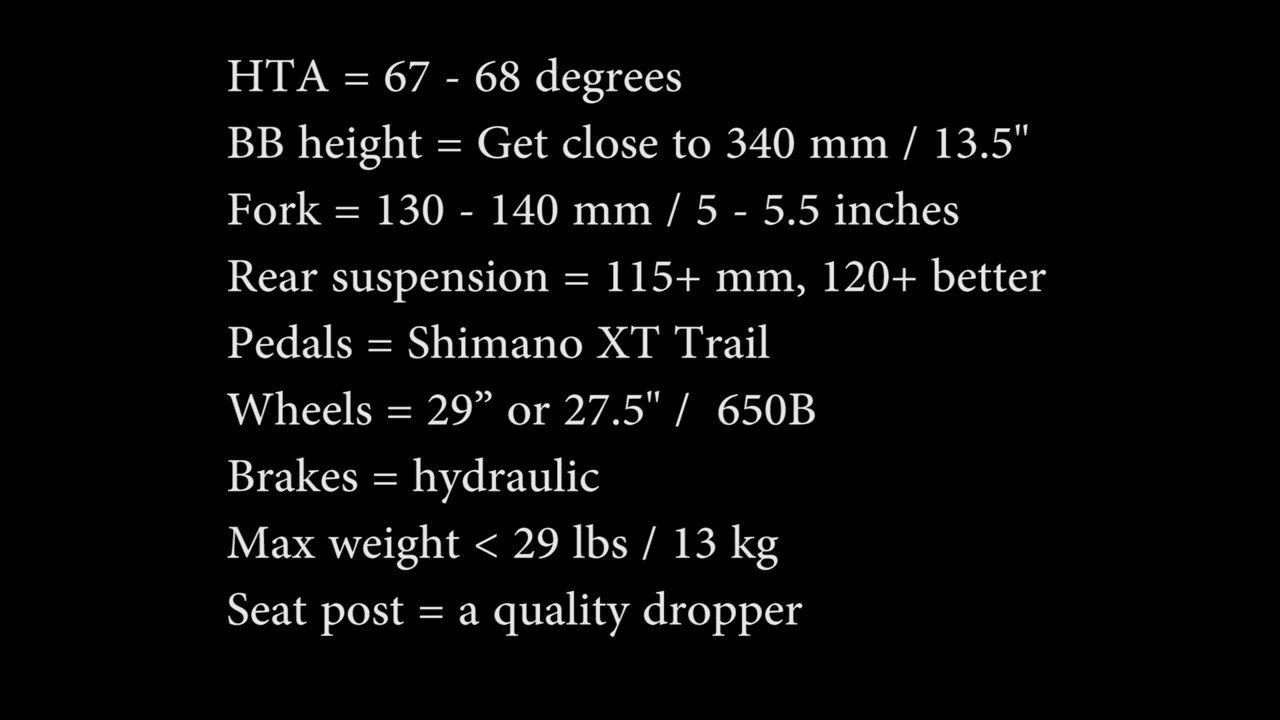 HTA = 67 - 68 degrees
BB height = Get close to 340 mm / 13.5"
Fork = 130 - 140 mm / 5 - 5.5 inches
Rear suspension = 115+ mm, 120+ better
Pedals = Shimano XT Trail
Wheels = 29” or 27.5" /  650B
Brakes = hydraulic
Max weight < 29 lbs / 13 kg
Seat post = a quality dropper